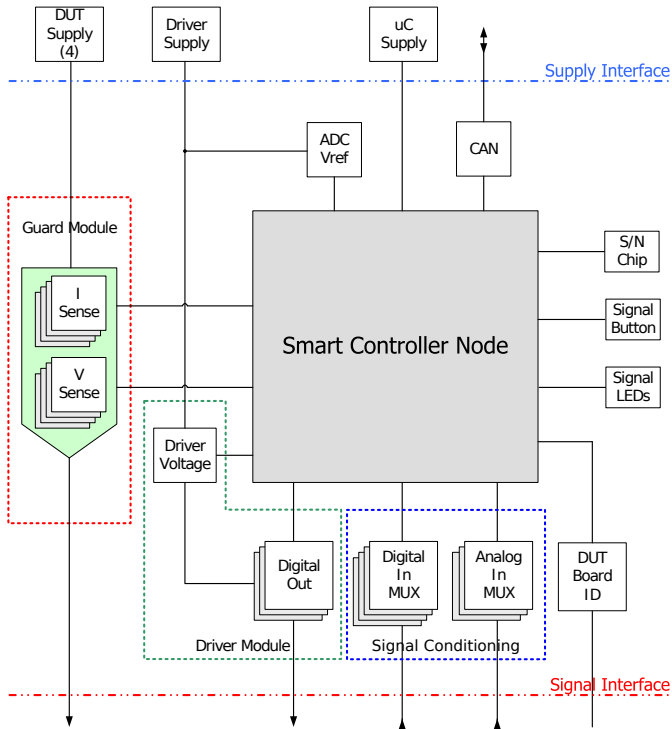 DUT
Supply
(4)
Driver
Supply
uC
Supply
Supply Interface
ADC
Vref
CAN
Guard Module
S/N
Chip
I
Sense
Signal
Button
Smart Controller Node
V
Sense
Signal
LEDs
Driver
Voltage
Digital
Out
Digital
In
MUX
Analog
In
MUX
DUT
Board
ID
Driver Module
Signal Conditioning
Signal Interface